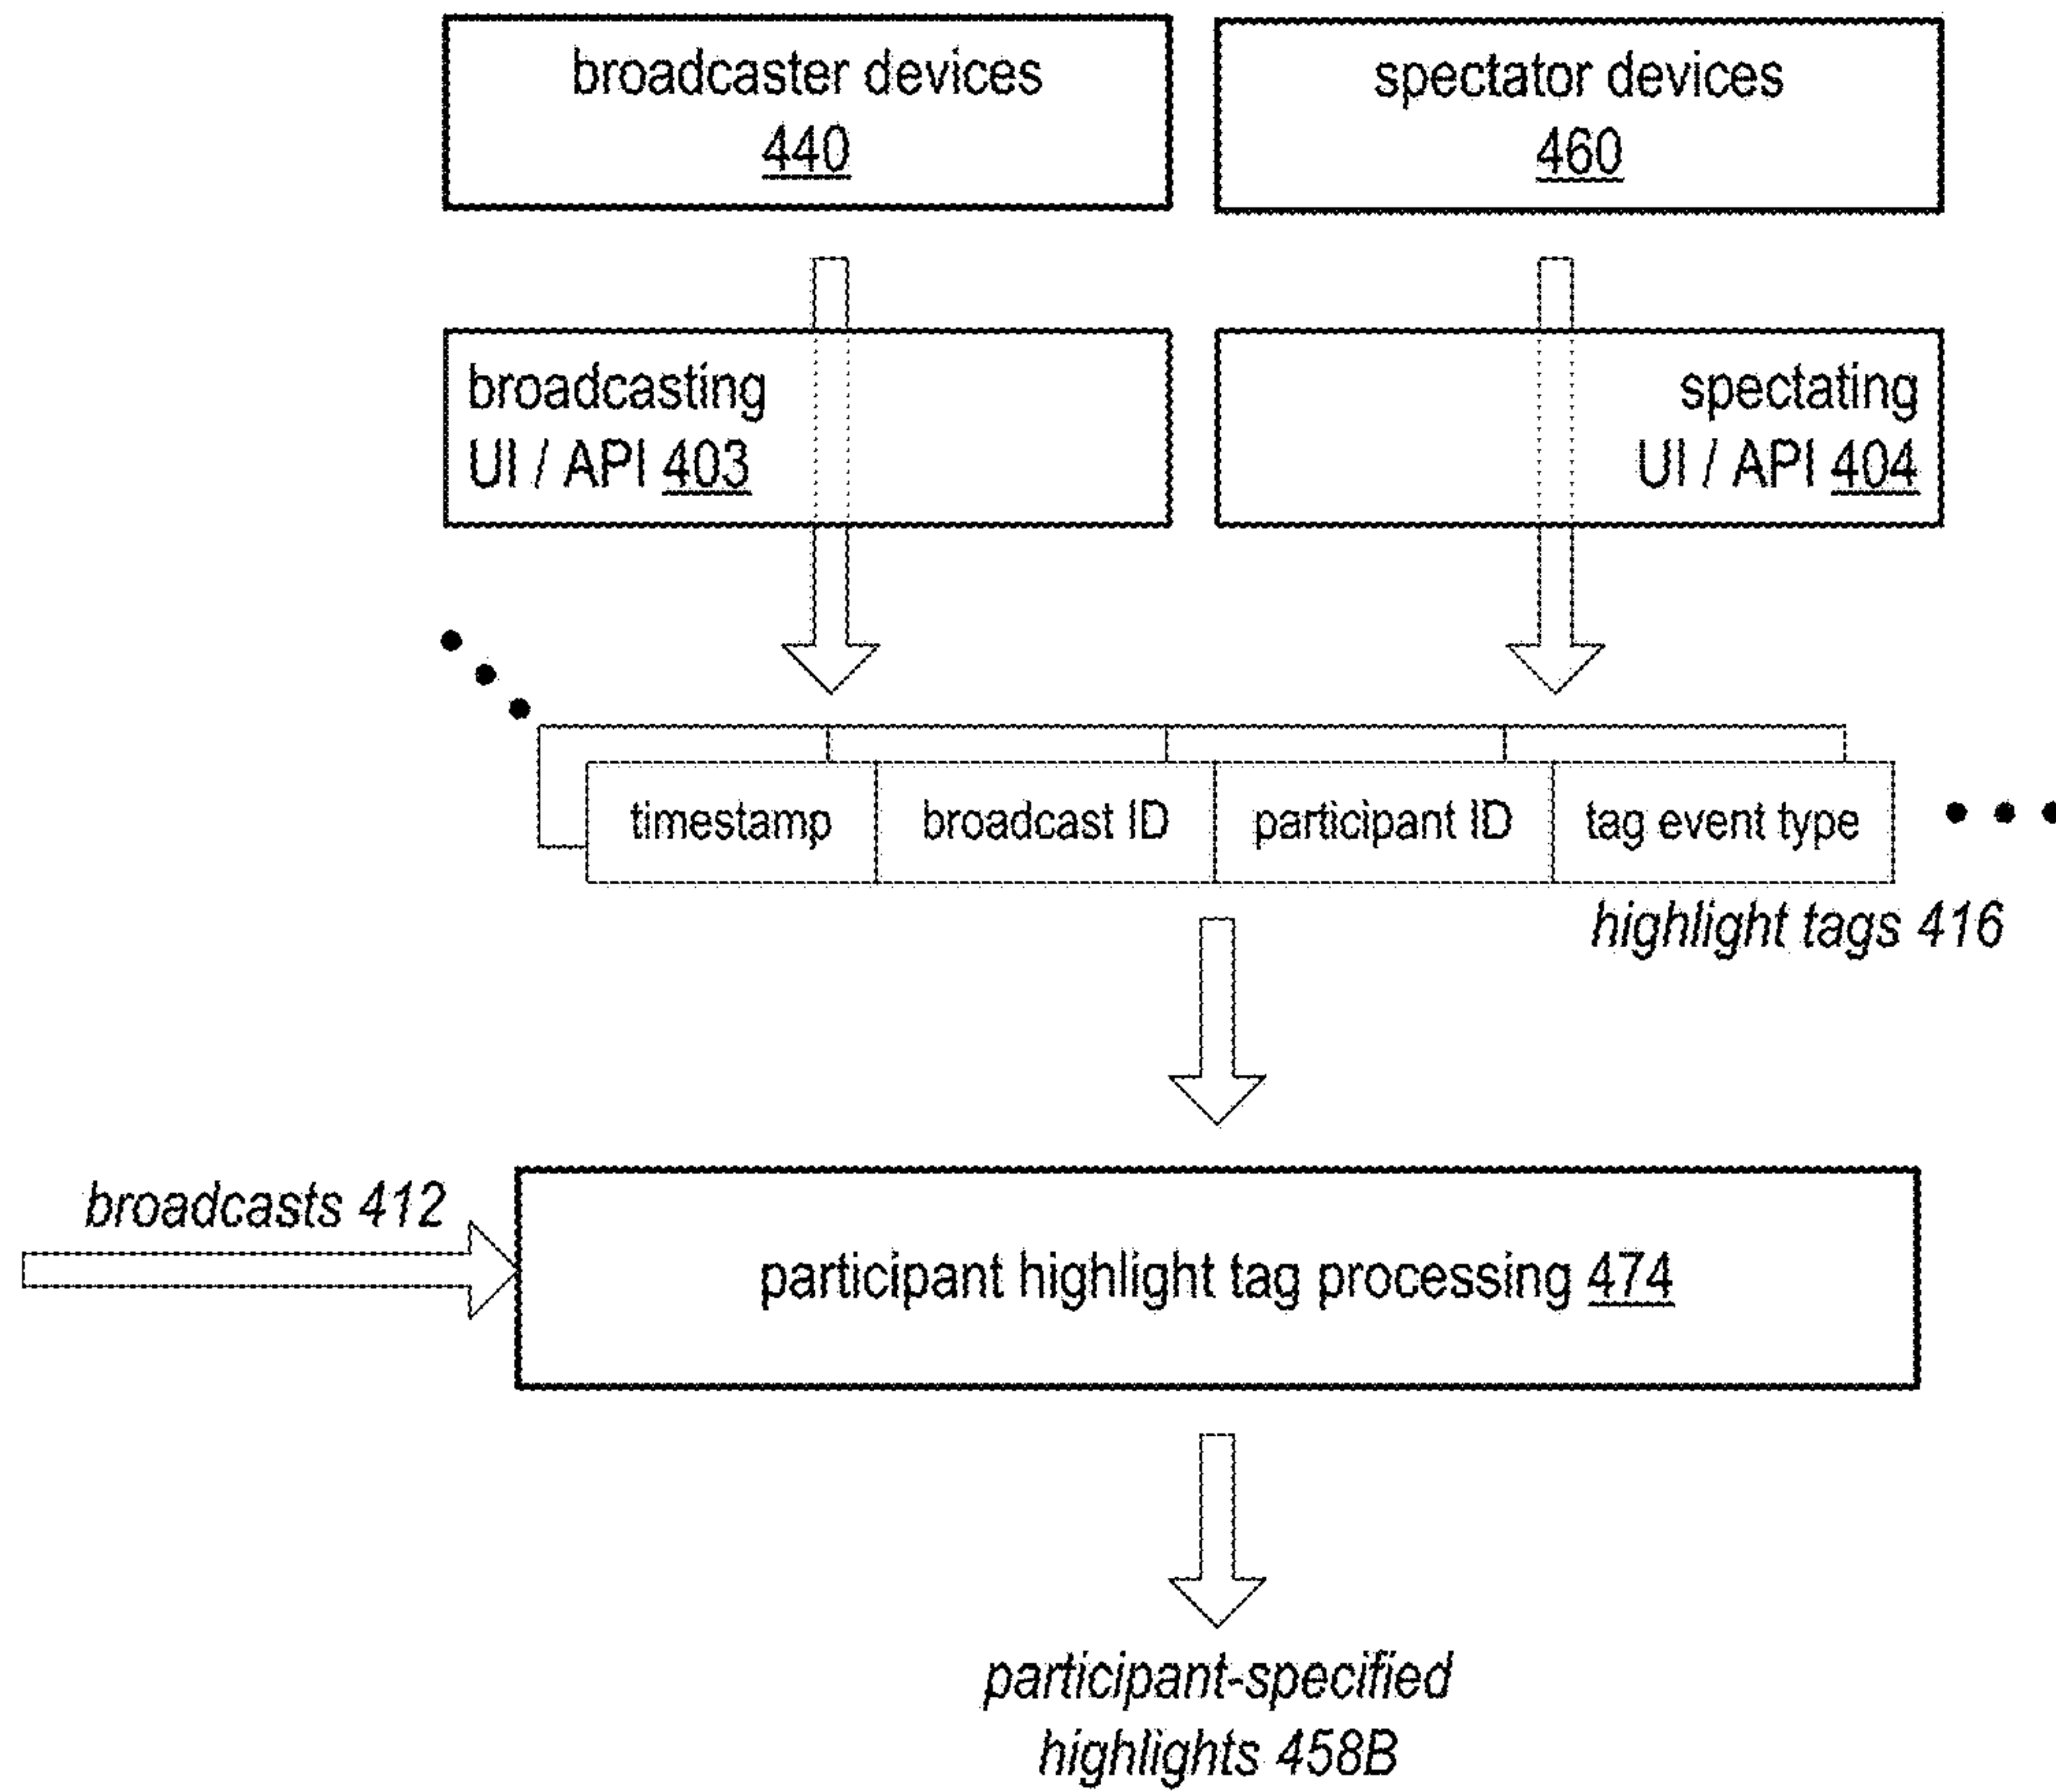 broadcaster devices
440
spectator devices
460
broadcasting
UI / API 403
spectating
UI / API 404
timestamp
broadcast ID
participant ID
tag event type
highlight tags 416
broadcasts 412
participant highlight tag processing 474
participant-specified
highlights 458B